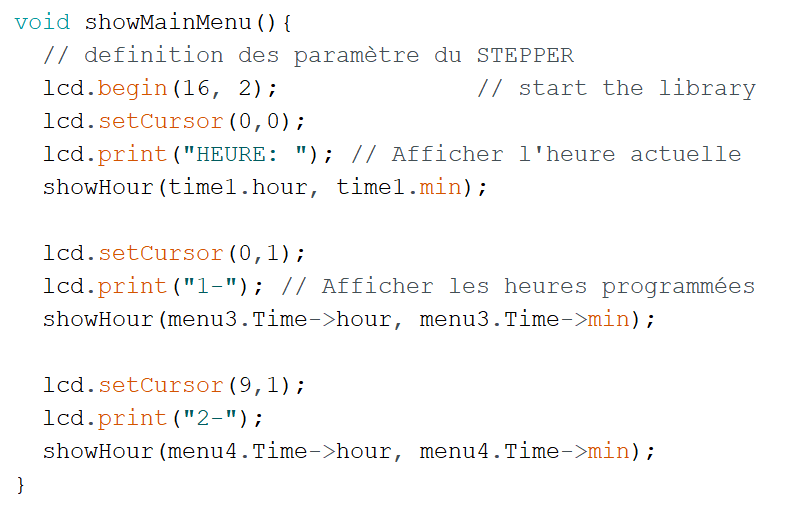 void showMainMenu(){
  // definition des paramètre du STEPPER
  lcd.begin(16, 2);              // start the library
  lcd.setCursor(0,0);
  lcd.print("HEURE: "); // Afficher l'heure actuelle
  showHour(time1.hour, time1.min);

  lcd.setCursor(0,1);
  lcd.print("1-"); // Afficher les heures programmées
  showHour(menu3.Time->hour, menu3.Time->min);

  lcd.setCursor(9,1);
  lcd.print("2-");
  showHour(menu4.Time->hour, menu4.Time->min);
}